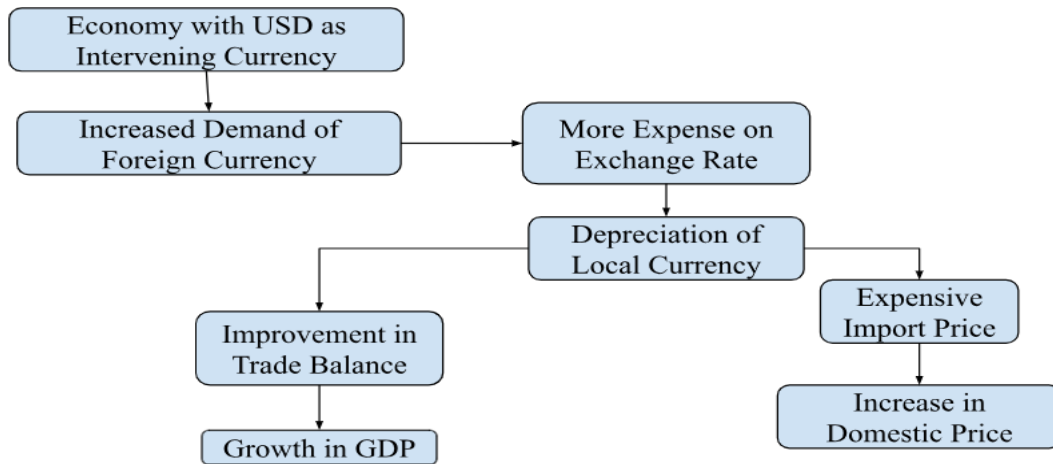 Economy with USD as
Intervening Currency
Increased Demand of
Foreign Currency
More Expense on
Exchange Rate
Depreciation of
Local Currency
Improvement in
Trade Balance
Growth in GDP
Expensive
Import Price
Increase in
Domestic Price